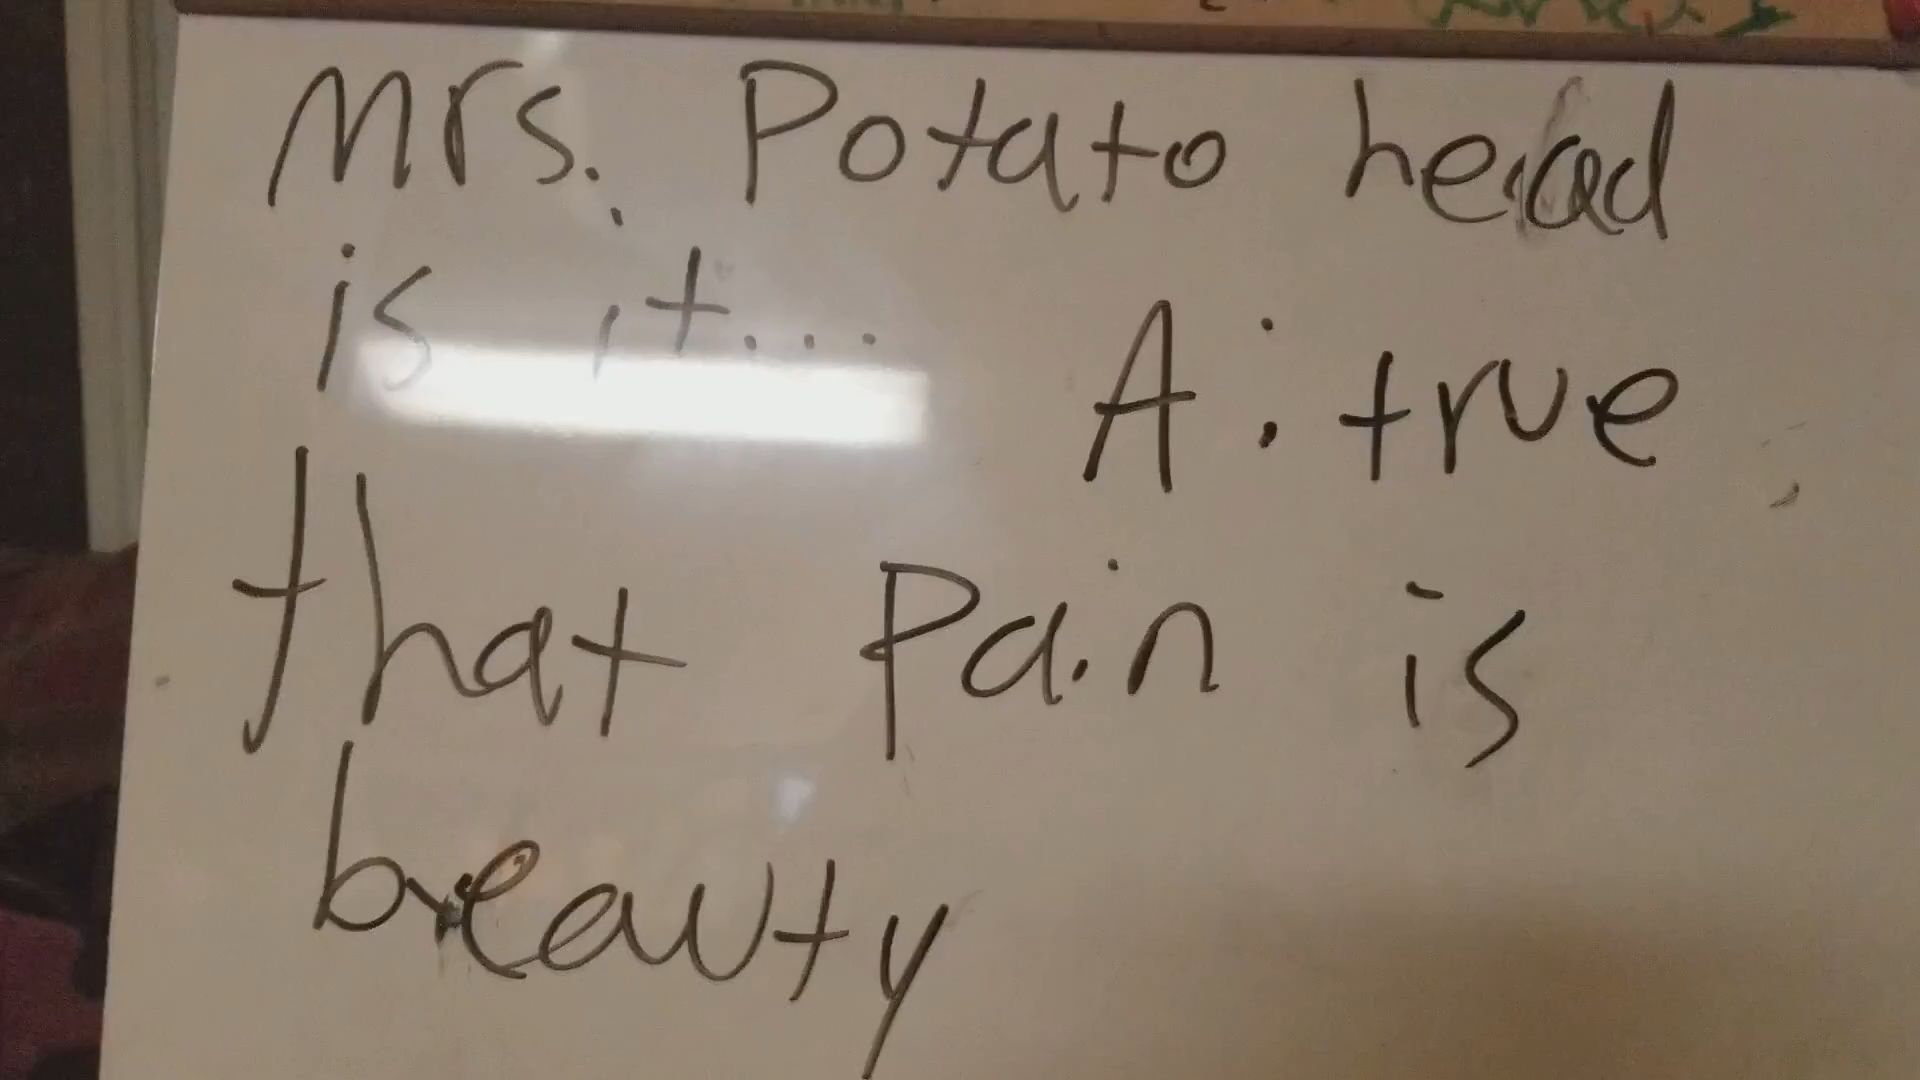 Mrs. Potato head
is it... A: true
that Pain is
beauty